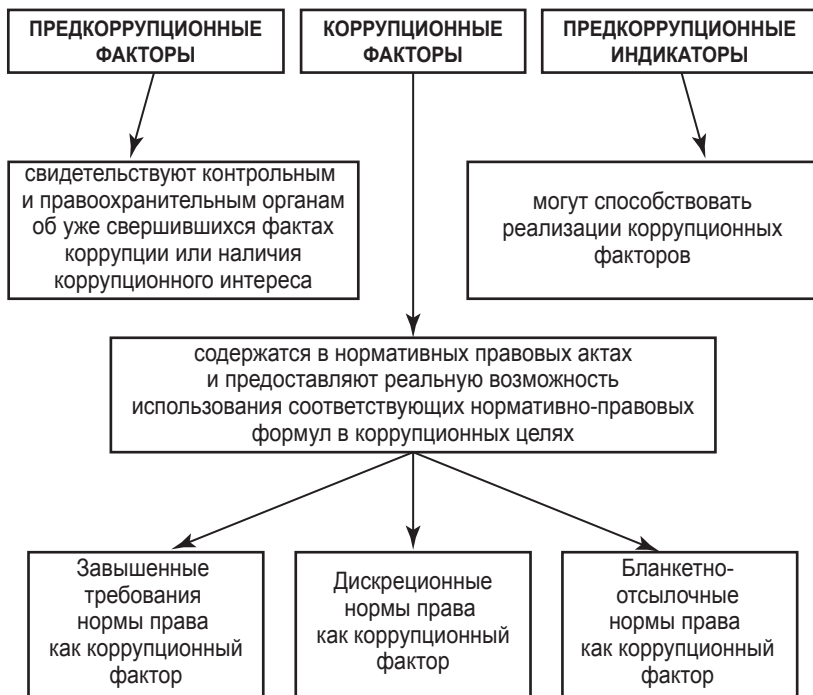 ПРЕДКОРРУПЦИОННЫЕ
ФАКТОРЫ
КОРРУПЦИОННЫЕ
ФАКТОРЫ
ПРЕДКОРРУПЦИОННЫЕ
ИНДИКАТОРЫ
свидетельствуют контрольным
и правоохранительным органам
об уже свершившихся фактах
коррупции или наличия
коррупционного интереса
могут способствовать
реализации коррупционных
факторов
содержатся в нормативных правовых актах
и предоставляют реальную возможность
использования соответствующих нормативно-правовых
формул в коррупционных целях
Завышенные
требования
нормы права
как коррупционный
фактор
Дискреционные
нормы права
как коррупционный
фактор
Бланкетно-
отсылочные
нормы права
как коррупционный
фактор